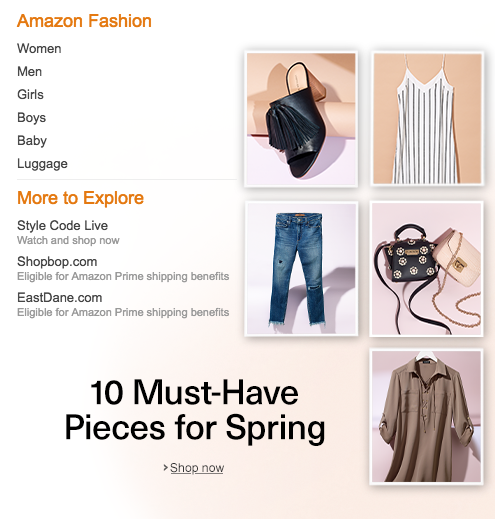 Amazon Fashion
Women
Men
Girls
Boys
Baby
Luggage
More to Explore
Style Code Live
Watch and shop now
Shopbop.com
Eligible for Amazon Prime shipping benefits
EastDane.com
Eligible for Amazon Prime shipping benefits
10 Must-Have
Pieces for Spring
› Shop now